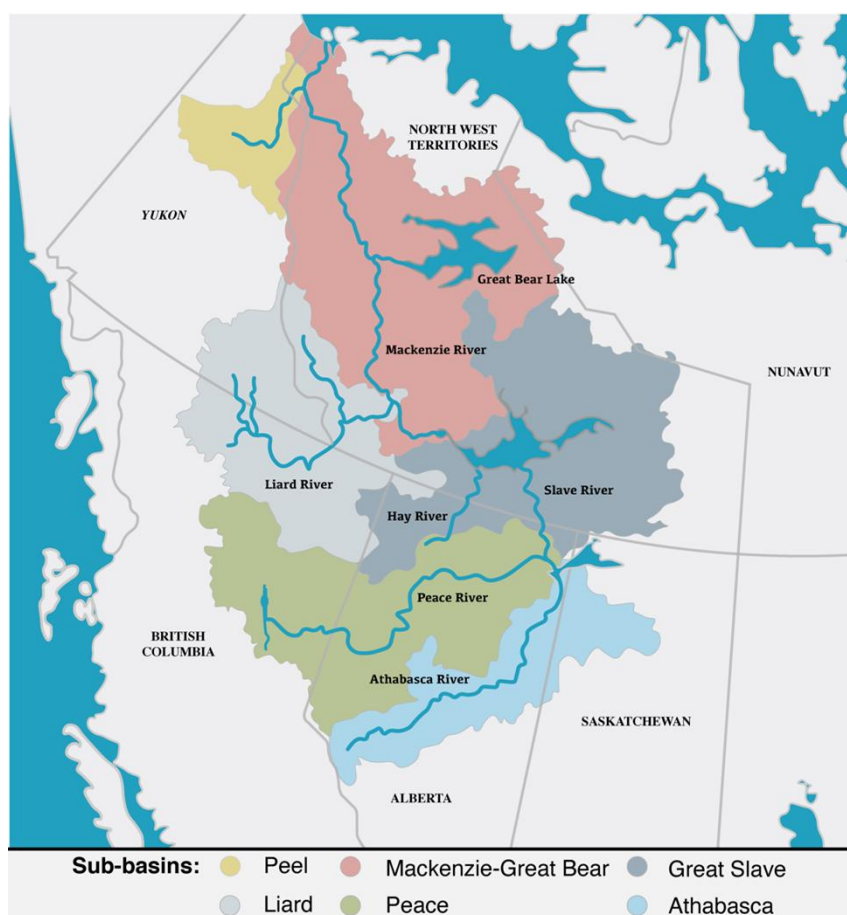 NORTH WEST
TERRITORIES
YUKON
Great Bear Lake
Mackenzie River
NUNAVUT
Liard River
Slave River
Hay River
Peace River
BRITISH
COLUMBIA
Athabasca River
SASKATCHEWAN
ALBERTA
Sub-basins: Peel Mackenzie-Great Bear Great Slave
Liard Peace Athabasca